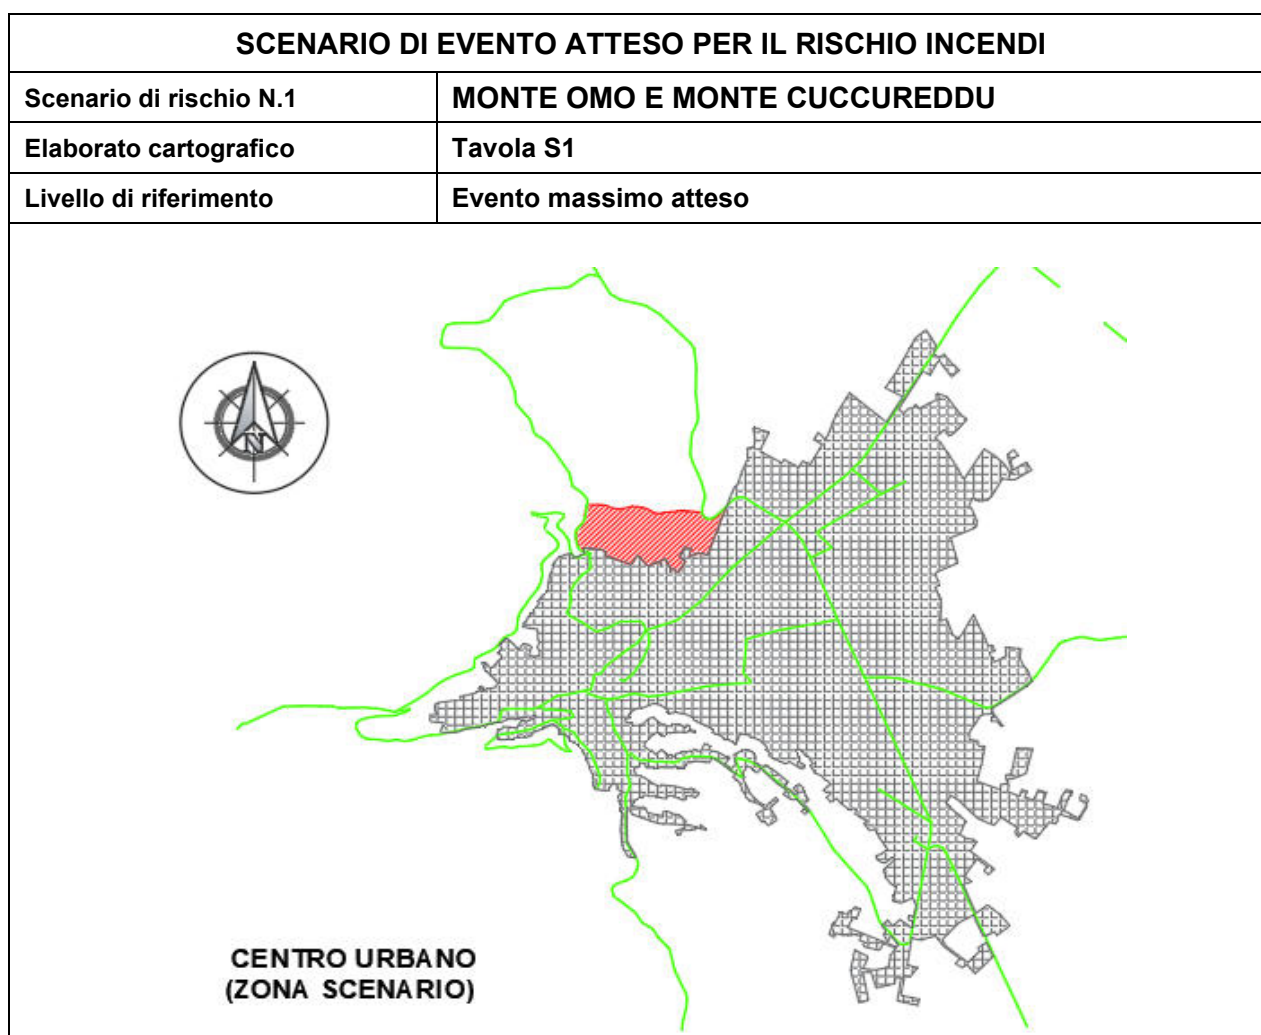 SCENARIO DI EVENTO ATTESO PER IL RISCHIO INCENDI
Scenario di rischio N.1 MONTE OMO E MONTE CUCCUREDDU
Elaborato cartografico Tavola S1
Livello di riferimento Evento massimo atteso
N
CENTRO URBANO
(ZONA SCENARIO)